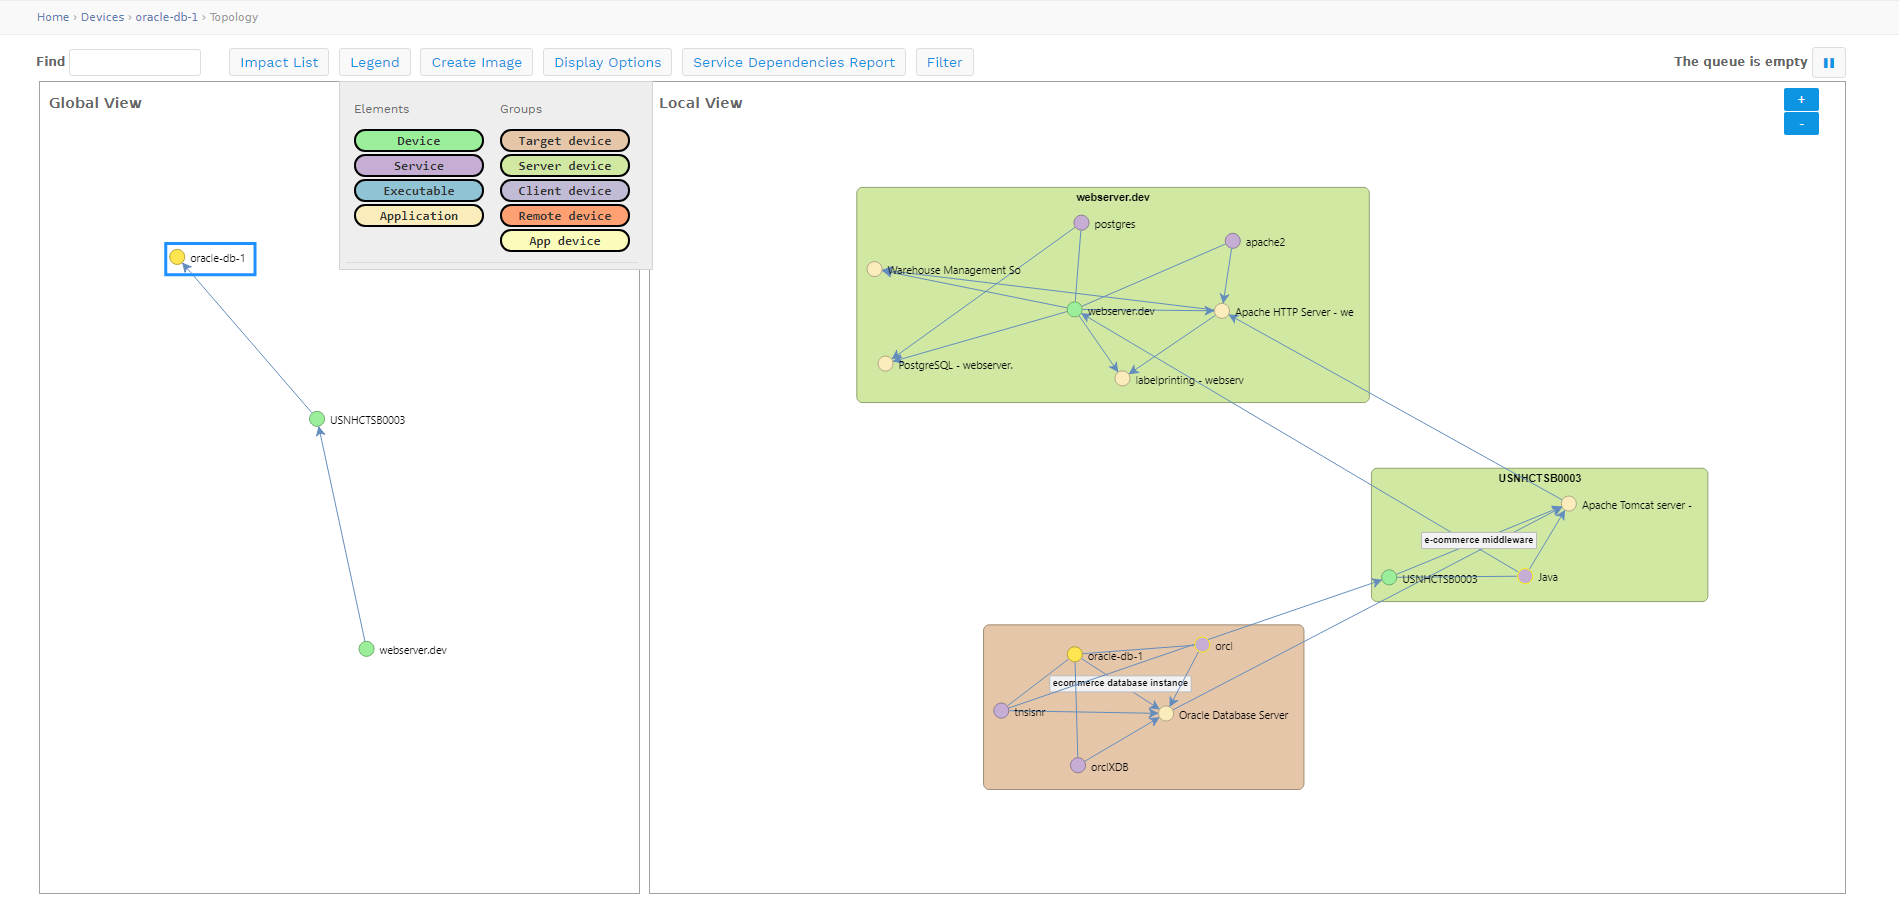 Home › Devices › oracle-db-1 › Topology
Find
Impact List
Legend
Create Image
Display Options
Service Dependencies Report
Filter
The queue is empty
Global View
Elements
Groups
Device
Target device
Service
Server device
Executable
Client device
Application
Remote device
App device
oracle-db-1
USNHCTSB0003
webserver.dev
Local View
+
-
webserver.dev
postgres
apache2
Warehouse Management So
webserver.dev
Apache HTTP Server - we
PostgreSQL - webserver.
labelprinting - webserv
USNHCTSB0003
Apache Tomcat server -
e-commerce middleware
USNHCTSB0003
Java
oracle-db-1
orcl
ecommerce database instance
tnslsnr
Oracle Database Server
orclXDB